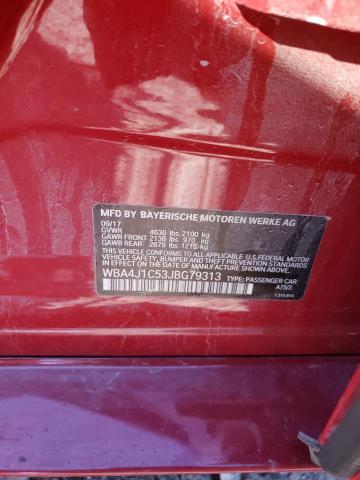 MFD BY BAYERISCHE MOTOREN WERKE AG
09/17
GVWR 4630 lbs. 2100 kg
GAWR FRONT 2138 lbs 970 kg
GAWR REAR 2679 lbs 1215 kg
THIS VEHICLE CONFORMS TO ALL APPLICABLE U.S. FEDERAL MOTOR
VEHICLE SAFETY, BUMPER AND THEFT PREVENTION STANDARDS
IN EFFECT ON THE DATE OF MANUFACTURE SHOWN ABOVE.
WBA4J1C53JBG79313 TYPE: PASSENGER CAR
A75/3